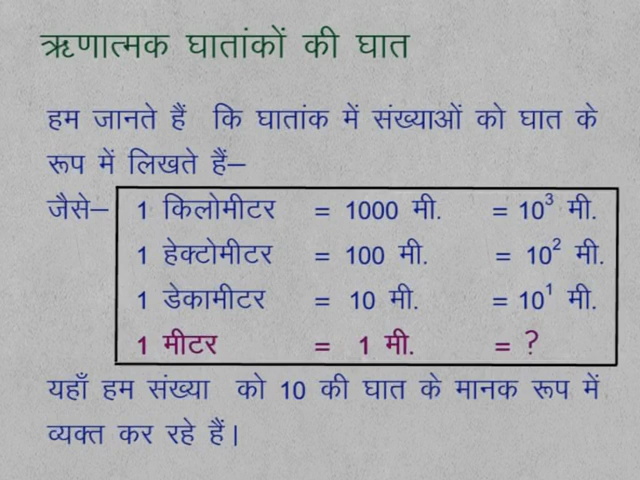 ऋणात्मक घातांकों की घात
हम जानते हैं कि घातांक में संख्याओं को घात के
रूप में लिखते हैं–
जैसे– 1 किलोमीटर = 1000 मी. = 10³ मी.
1 हेक्टोमीटर = 100 मी. = 10² मी.
1 डेकामीटर = 10 मी. = 10¹ मी.
1 मीटर = 1 मी. = ?
यहाँ हम संख्या को 10 की घात के मानक रूप में
व्यक्त कर रहे हैं।